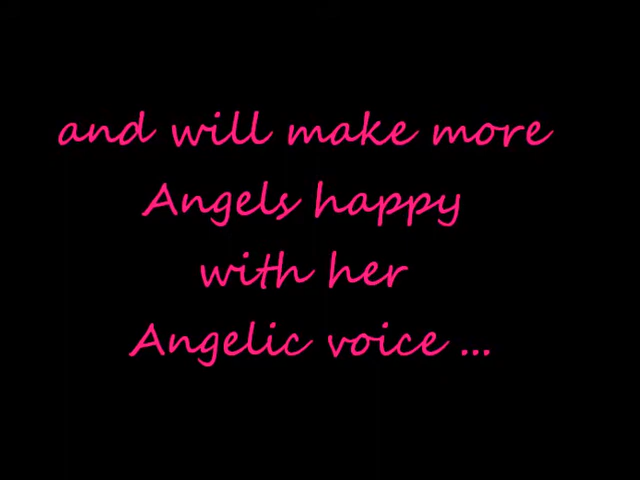 and will make more
Angels happy
with her
Angelic voice ...